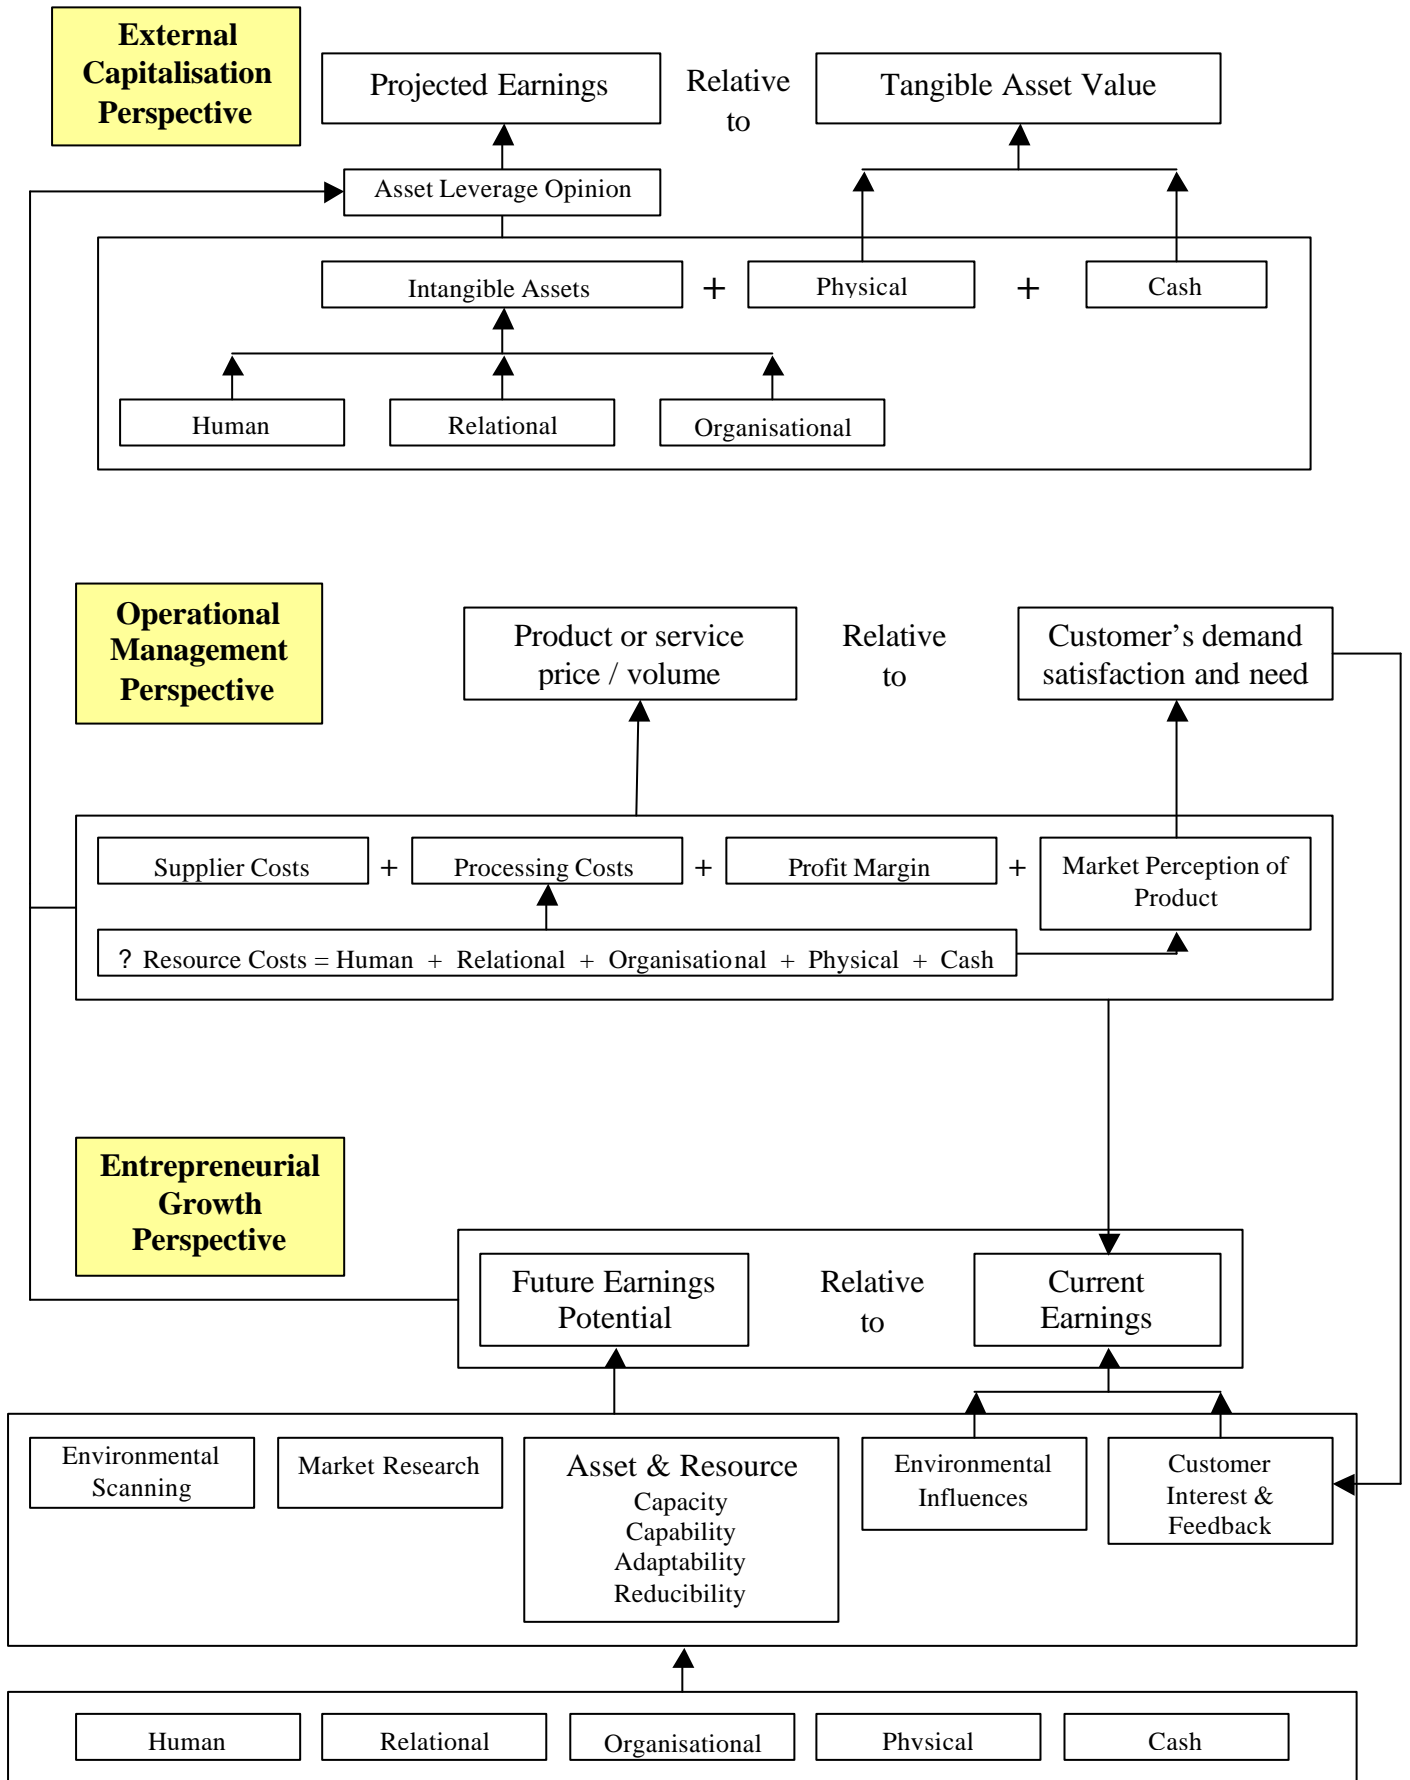 External
Capitalisation
Perspective
Projected Earnings
Relative
to
Tangible Asset Value
Asset Leverage Opinion
Intangible Assets
+
Physical
+
Cash
Human
Relational
Organisational
Operational
Management
Perspective
Product or service
price / volume
Relative
to
Customer’s demand
satisfaction and need
Supplier Costs
+
Processing Costs
+
Profit Margin
+
Market Perception of
Product
? Resource Costs = Human + Relational + Organisational + Physical + Cash
Entrepreneurial
Growth
Perspective
Future Earnings
Potential
Relative
to
Current
Earnings
Environmental
Scanning
Market Research
Asset & Resource
Capacity
Capability
Adaptability
Reducibility
Environmental
Influences
Customer
Interest &
Feedback
Human
Relational
Organisational
Physical
Cash